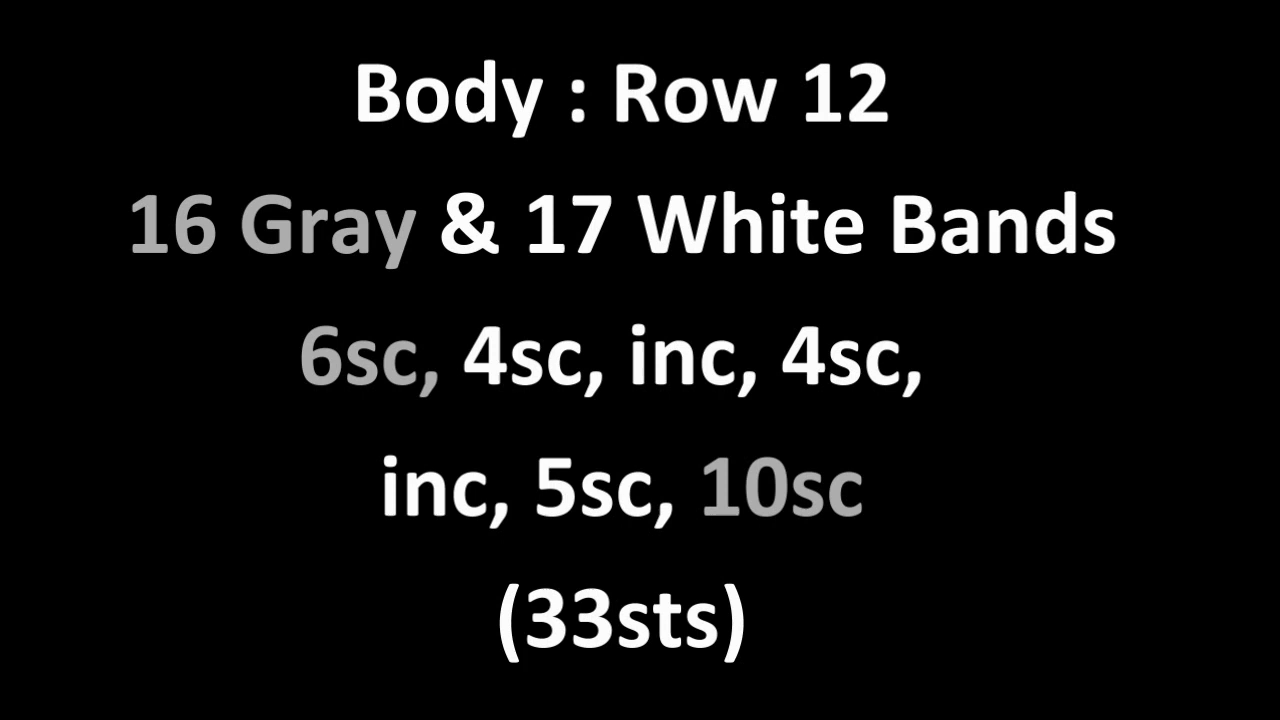 Body : Row 12
16 Gray & 17 White Bands
6sc, 4sc, inc, 4sc,
inc, 5sc, 10sc
(33sts)